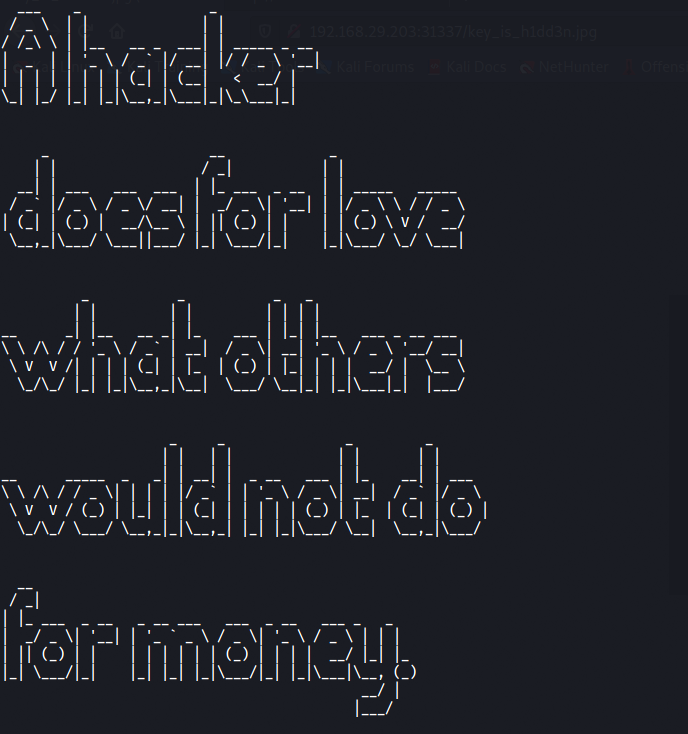 192.168.29.203:31337/key_is_h1dd3n.jpg
Kali Forums Kali Docs NetHunter Offens
A hacker
does for love
what others
would not do
for money.